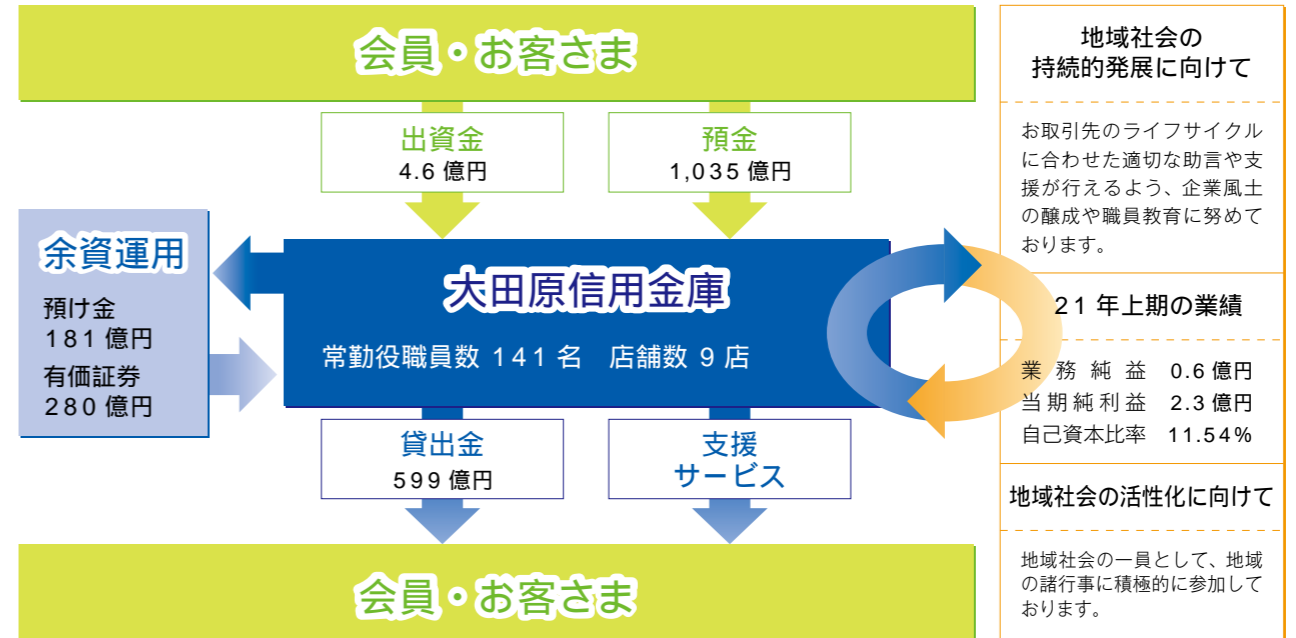 会員・お客さま
出資金
4.6 億円
預金
1,035 億円
余資運用
預け金
181 億円
有価証券
280 億円
大田原信用金庫
常勤役職員数 141 名　店舗数 9 店
貸出金
599 億円
支援
サービス
会員・お客さま
地域社会の
持続的発展に向けて
お取引先のライフサイクル
に合わせた適切な助言や支
援が行えるよう、企業風土
の醸成や職員教育に努めて
おります。
21 年上期の業績
業務純益　0.6 億円
当期純利益　2.3 億円
自己資本比率　11.54%
地域社会の活性化に向けて
地域社会の一員として、地域
の諸行事に積極的に参加して
おります。